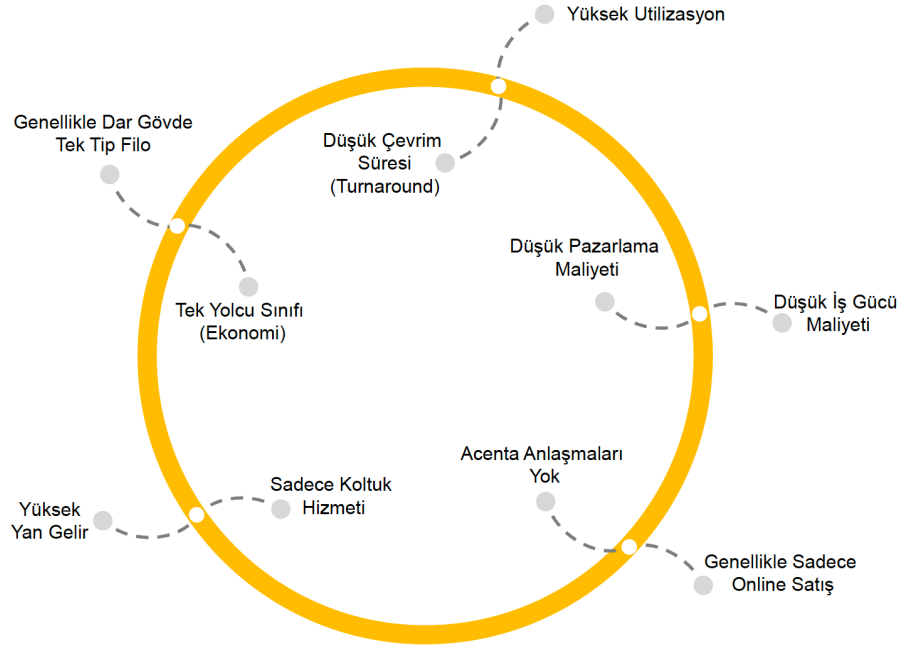 Yüksek Utilizasyon
Genellikle Dar Gövde
Tek Tip Filo
Düşük Çevrim
Süresi
(Turnaround)
Düşük Pazarlama
Maliyeti
Düşük İş Gücü
Maliyeti
Tek Yolcu Sınıfı
(Ekonomi)
Acenta Anlaşmaları
Yok
Sadece Koltuk
Hizmeti
Yüksek
Yan Gelir
Genellikle Sadece
Online Satış